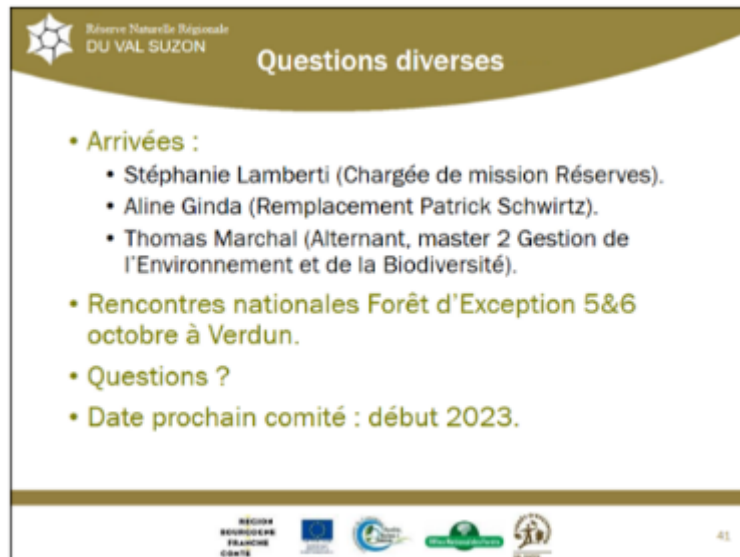 Réserve Naturelle Régionale
DU VAL SUZON
Questions diverses
• Arrivées :
• Stéphanie Lamberti (Chargée de mission Réserves).
• Aline Ginda (Remplacement Patrick Schwirtz).
• Thomas Marchal (Alternant, master 2 Gestion de
l'Environnement et de la Biodiversité).
• Rencontres nationales Forêt d'Exception 5&6
octobre à Verdun.
• Questions ?
• Date prochain comité : début 2023.
REGION
BOURGOGNE
FRANCHE
COMTE
41